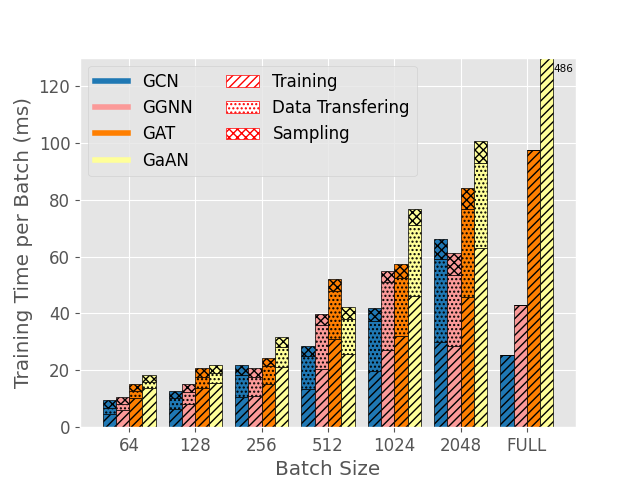 486
120
100
80
60
40
20
0
Training Time per Batch (ms)
GCN
GGNN
GAT
GaAN
Training
Data Transfering
Sampling
64 128 256 512 1024 2048 FULL
Batch Size